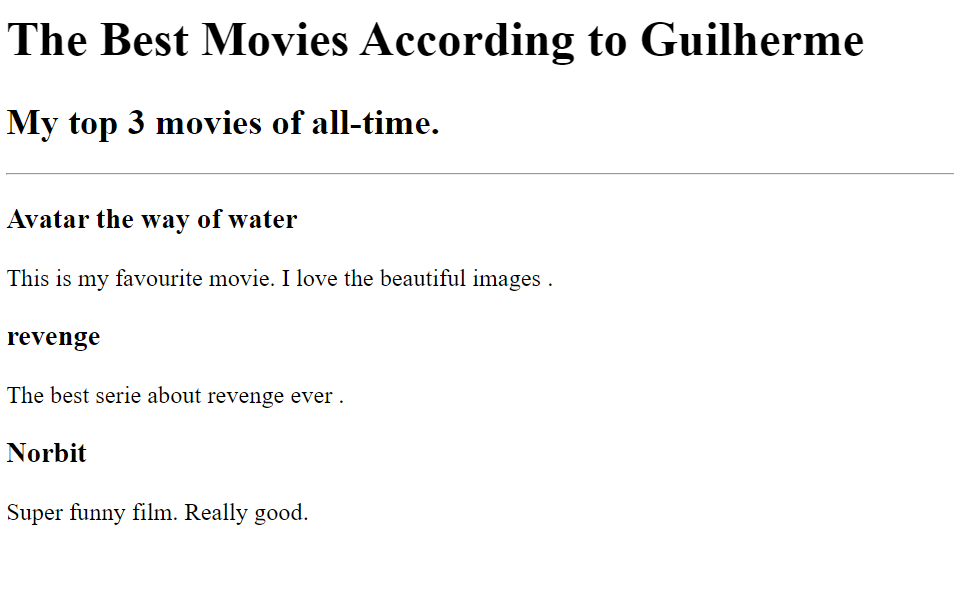 The Best Movies According to Guilherme
My top 3 movies of all-time.
Avatar the way of water
This is my favourite movie. I love the beautiful images .
revenge
The best serie about revenge ever .
Norbit
Super funny film. Really good.